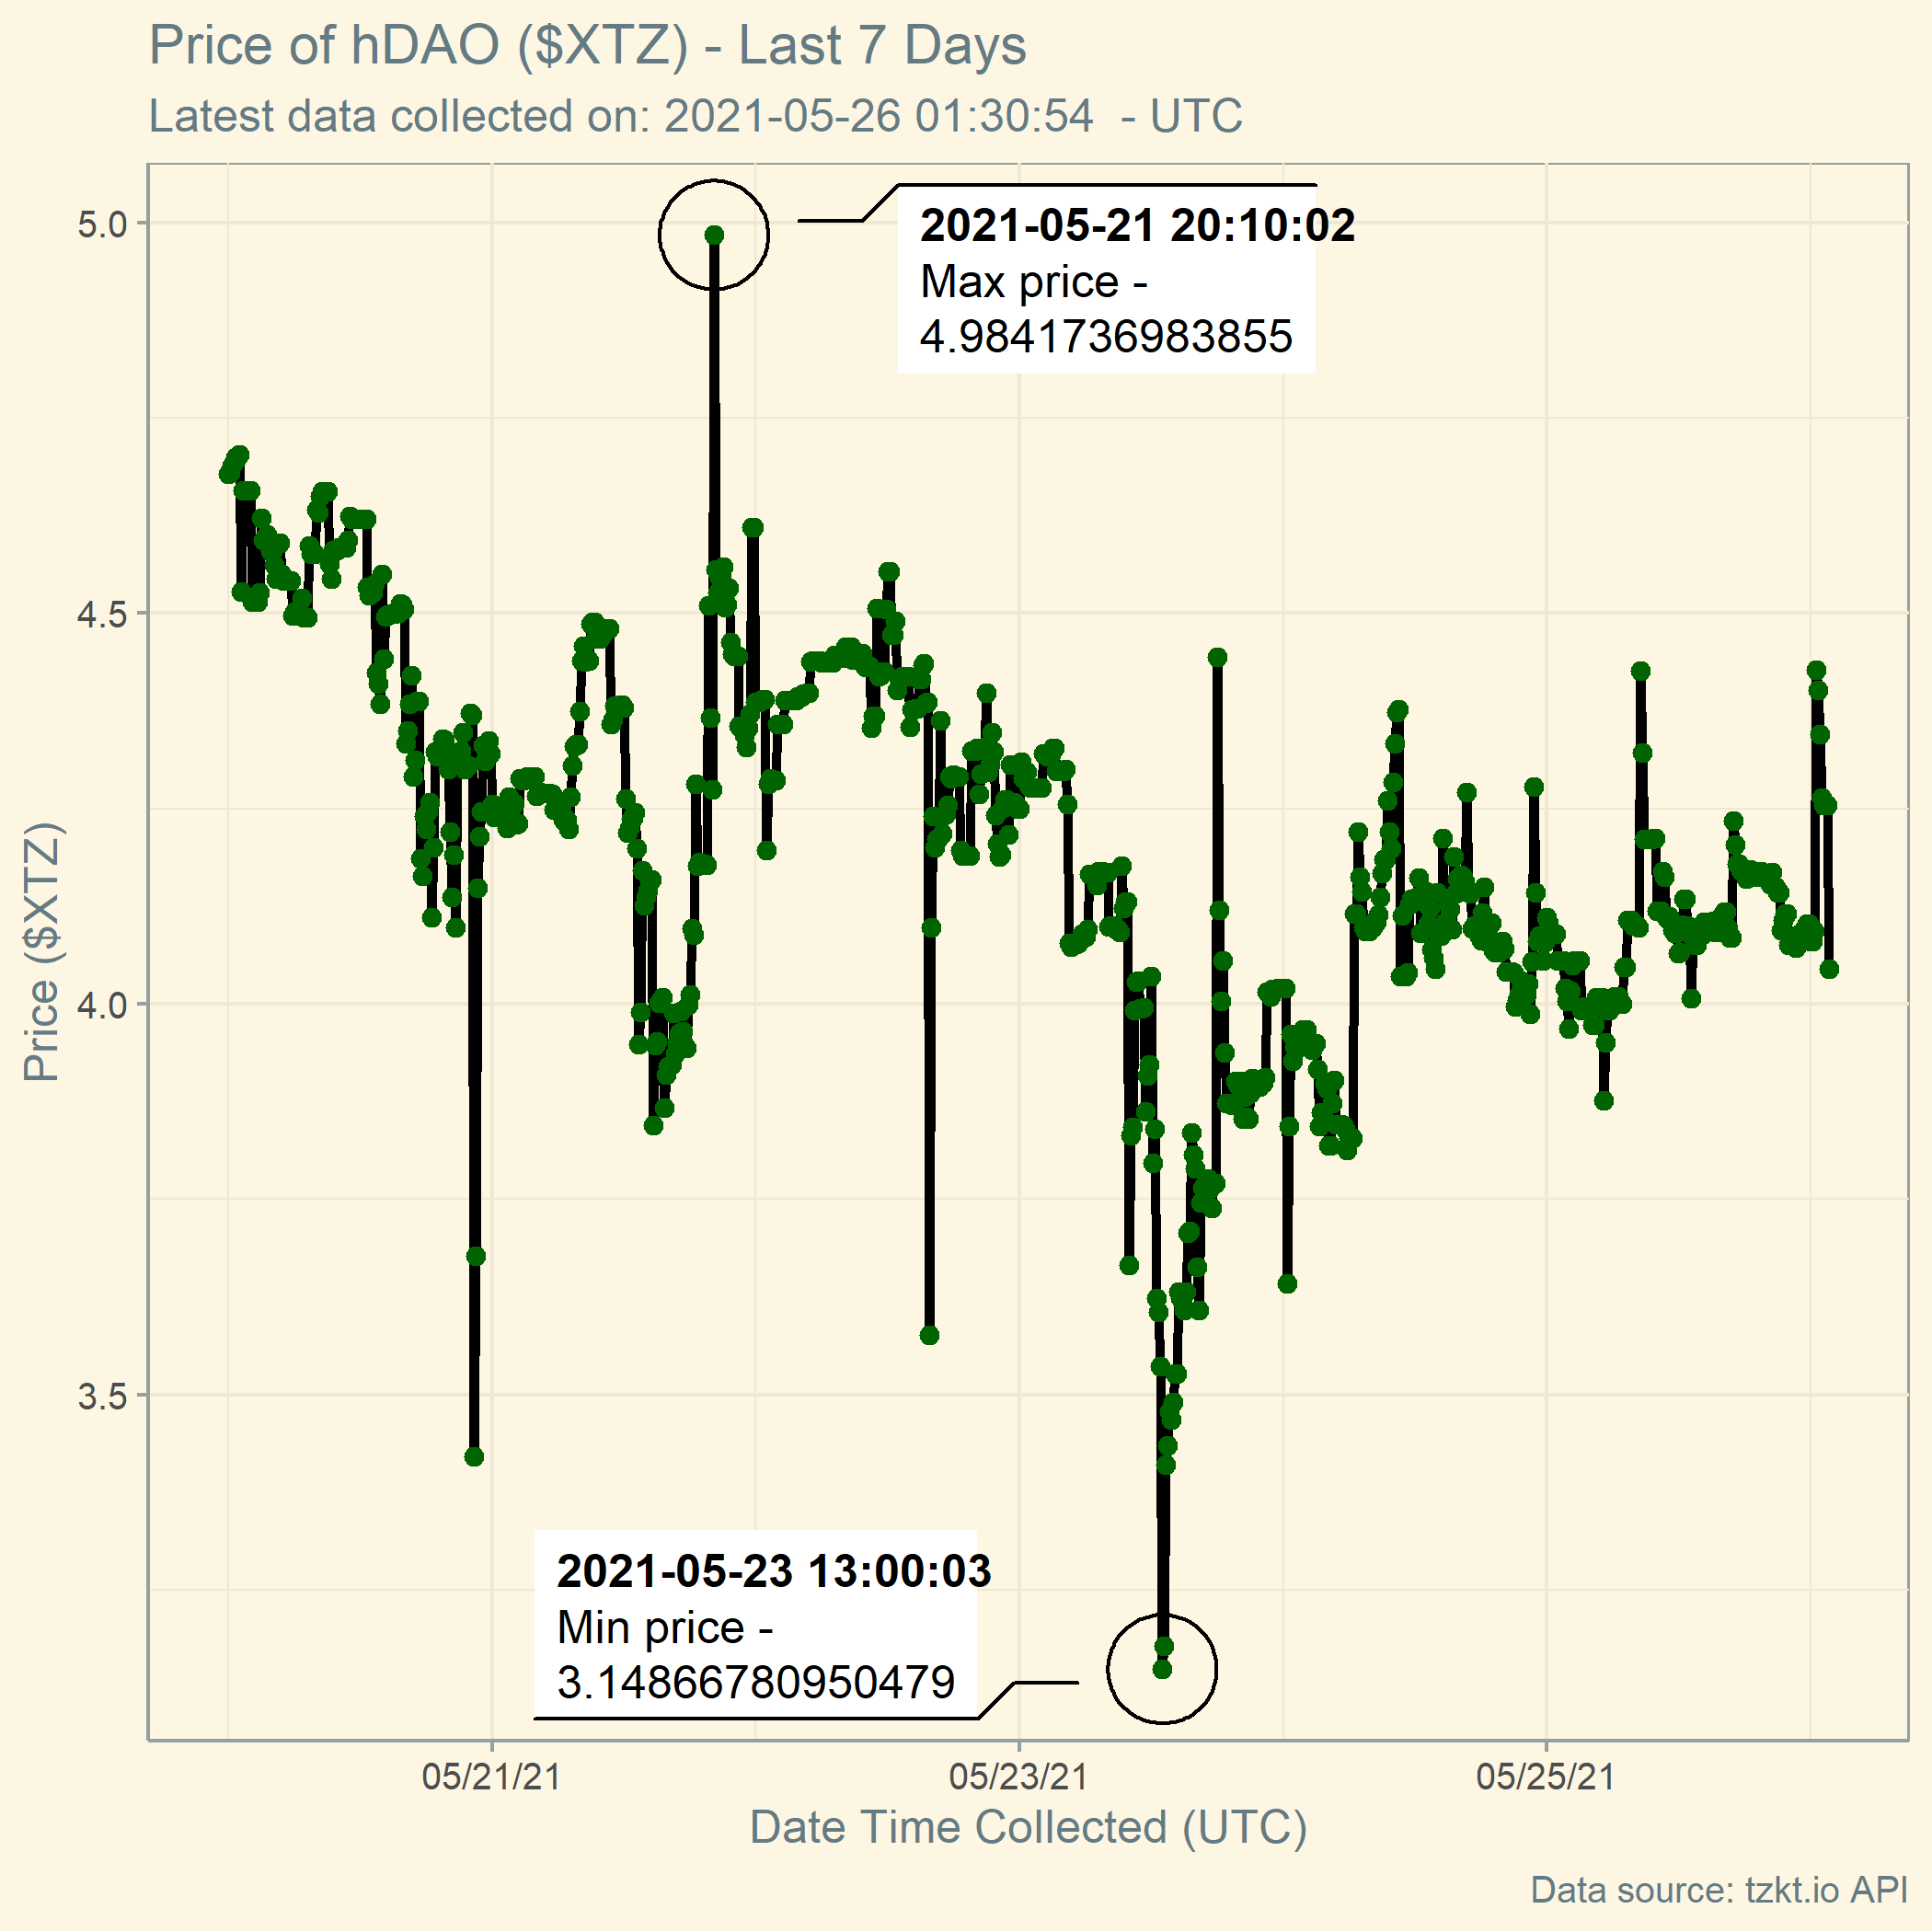 Price of hDAO ($XTZ) - Last 7 Days
Latest data collected on: 2021-05-26 01:30:54  - UTC
5.0
4.5
4.0
3.5
Price ($XTZ)
2021-05-21 20:10:02
Max price -
4.9841736983855
2021-05-23 13:00:03
Min price -
3.14866780950479
05/21/21
05/23/21
05/25/21
Date Time Collected (UTC)
Data source: tzkt.io API